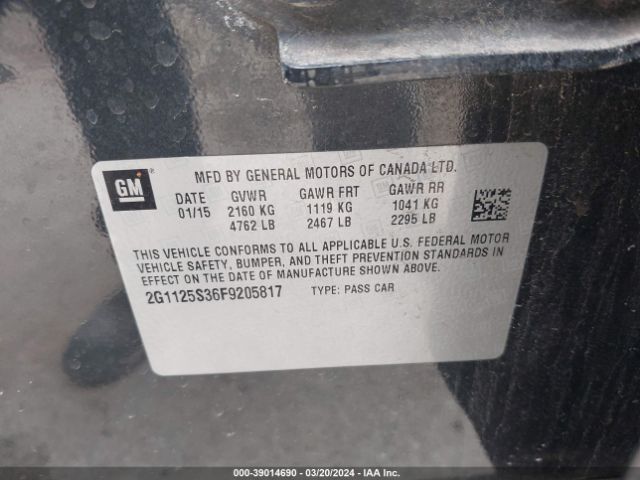 MFD BY GENERAL MOTORS OF CANADA LTD.
GM
DATE GVWR GAWR FRT GAWR RR
01/15 2160 KG 1119 KG 1041 KG
4762 LB 2467 LB 2295 LB
THIS VEHICLE CONFORMS TO ALL APPLICABLE U.S. FEDERAL MOTOR
VEHICLE SAFETY, BUMPER, AND THEFT PREVENTION STANDARDS IN
EFFECT ON THE DATE OF MANUFACTURE SHOWN ABOVE.
2G1125S36F9205817 TYPE: PASS CAR
000-39014690 - 03/20/2024 - IAA Inc.